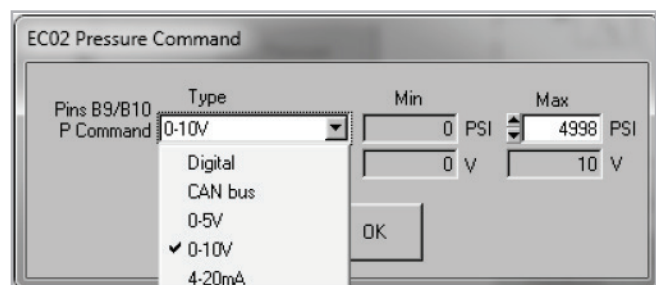 EC02 Pressure Command
Type Min Max
Pins B9/B10
P Command 0-10V 0 PSI 4998 PSI
Digital 0 V 10 V
CAN bus
0-5V
OK
✔ 0-10V
4-20mA